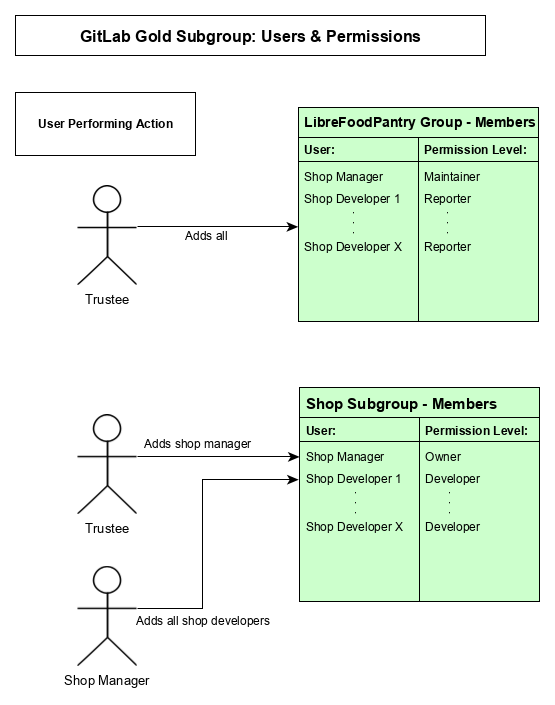 GitLab Gold Subgroup: Users & Permissions
User Performing Action
LibreFoodPantry Group - Members
User: Permission Level:
Shop Manager Maintainer
Shop Developer 1 Reporter
Shop Developer X Reporter
Adds all
Trustee
Shop Subgroup - Members
User: Permission Level:
Shop Manager Owner
Shop Developer 1 Developer
Shop Developer X Developer
Adds shop manager
Trustee
Adds all shop developers
Shop Manager